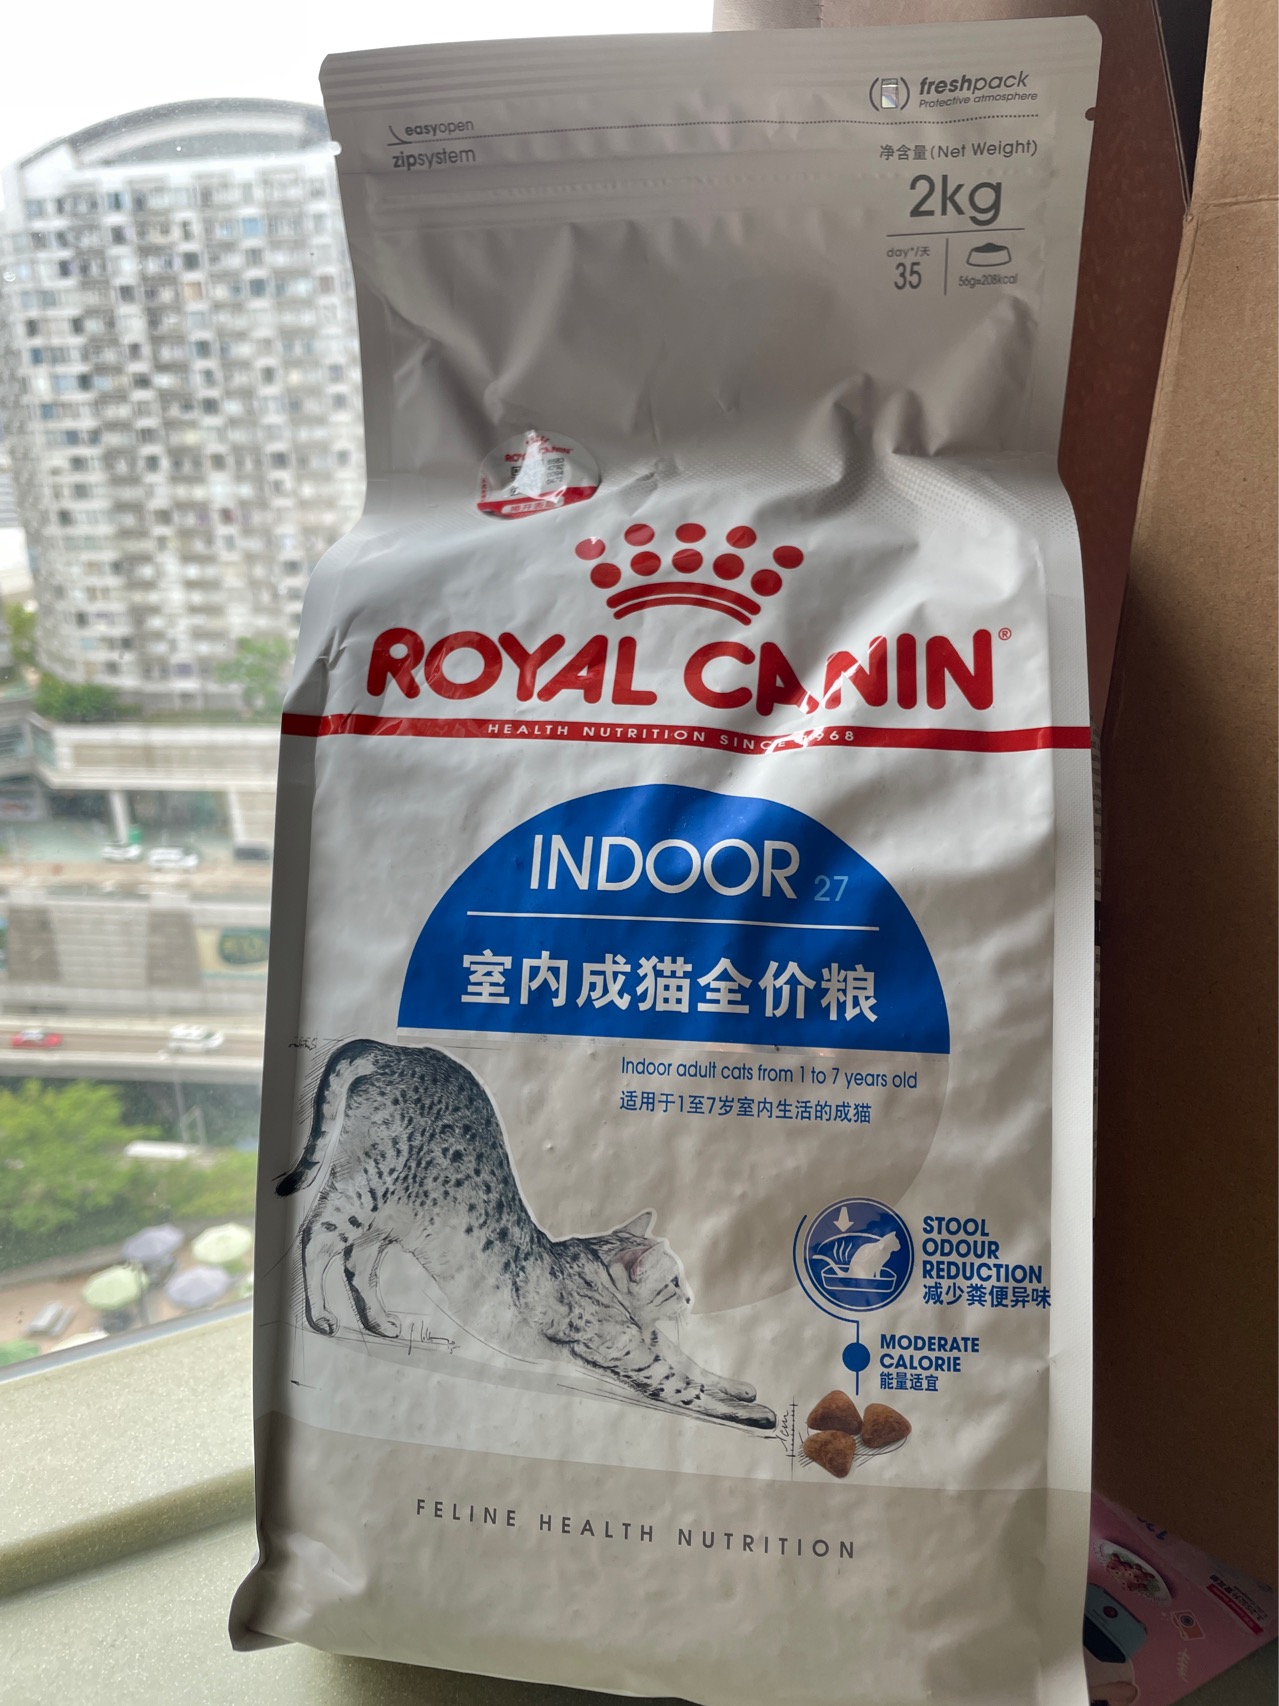 freshpack
Protective atmosphere
easyopen
zipsystem
净含量(Net Weight)
2kg
day*/天
35
56g=208kcal
ROYAL CANIN
ROYAL CANIN®
HEALTH NUTRITION SINCE 1968
INDOOR 27
室内成猫全价粮
Indoor adult cats from 1 to 7 years old
适用于1至7岁室内生活的成猫
STOOL
ODOUR
REDUCTION
减少粪便异味
MODERATE
CALORIE
能量适宜
1cm
FELINE HEALTH NUTRITION